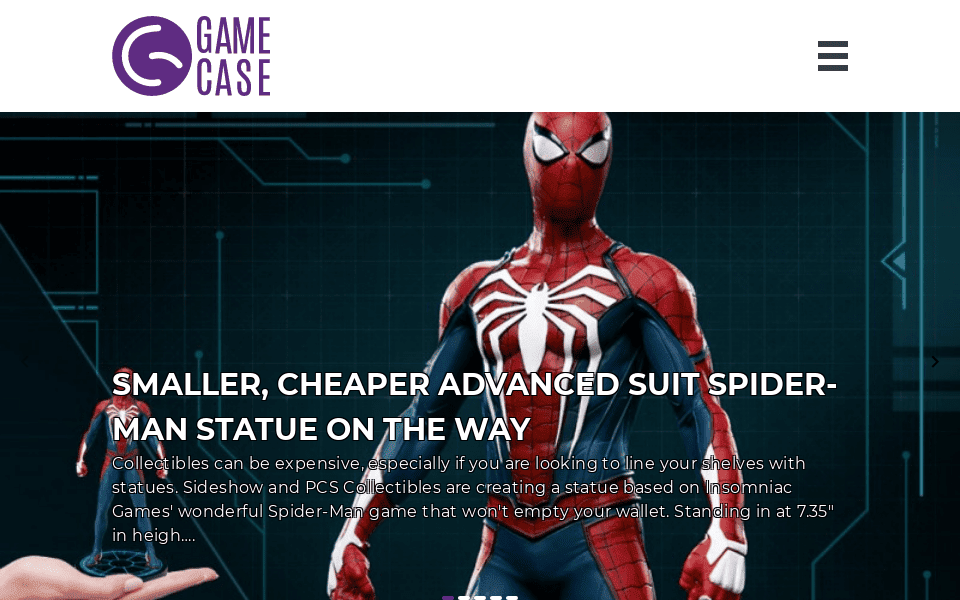 GAME
CASE
SMALLER, CHEAPER ADVANCED SUIT SPIDER-
MAN STATUE ON THE WAY
Collectibles can be expensive, especially if you are looking to line your shelves with
statues. Sideshow and PCS Collectibles are creating a statue based on Insomniac
Games' wonderful Spider-Man game that won't empty your wallet. Standing in at 7.35"
in heigh....